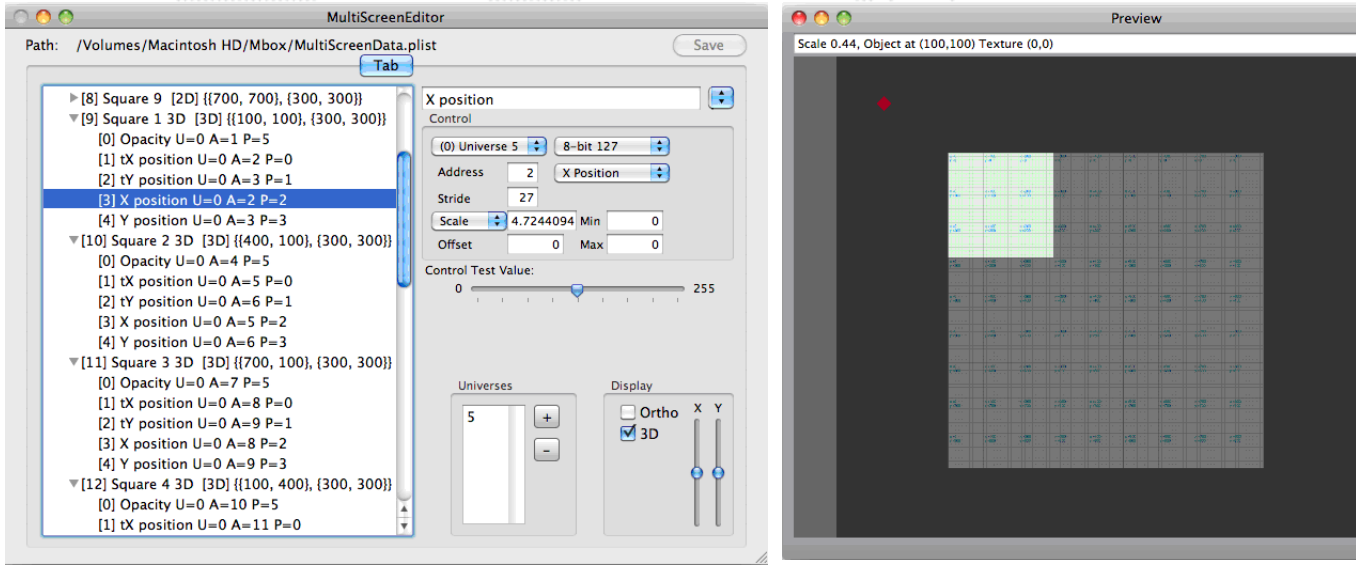 MultiScreenEditor
Path: /Volumes/Macintosh HD/Mbox/MultiScreenData.plist
Save
Tab
[8] Square 9 [2D] {{700, 700}, {300, 300}}
[9] Square 1 3D [3D] {{100, 100}, {300, 300}}
[0] Opacity U=0 A=1 P=5
[1] tX position U=0 A=2 P=0
[2] tY position U=0 A=3 P=1
[3] X position U=0 A=2 P=2
[4] Y position U=0 A=3 P=3
[10] Square 2 3D [3D] {{400, 100}, {300, 300}}
[0] Opacity U=0 A=4 P=5
[1] tX position U=0 A=5 P=0
[2] tY position U=0 A=6 P=1
[3] X position U=0 A=5 P=2
[4] Y position U=0 A=6 P=3
[11] Square 3 3D [3D] {{700, 100}, {300, 300}}
[0] Opacity U=0 A=7 P=5
[1] tX position U=0 A=8 P=0
[2] tY position U=0 A=9 P=1
[3] X position U=0 A=8 P=2
[4] Y position U=0 A=9 P=3
[12] Square 4 3D [3D] {{100, 400}, {300, 300}}
[0] Opacity U=0 A=10 P=5
[1] tX position U=0 A=11 P=0
X position
Control
(0) Universe 5 8-bit 127
Address 2 X Position
Stride 27
Scale 4.7244094 Min 0
Offset 0 Max 0
Control Test Value:
0 255
Universes
5
+
-
Display
Ortho X Y
3D
Preview
Scale 0.44, Object at (100,100) Texture (0,0)